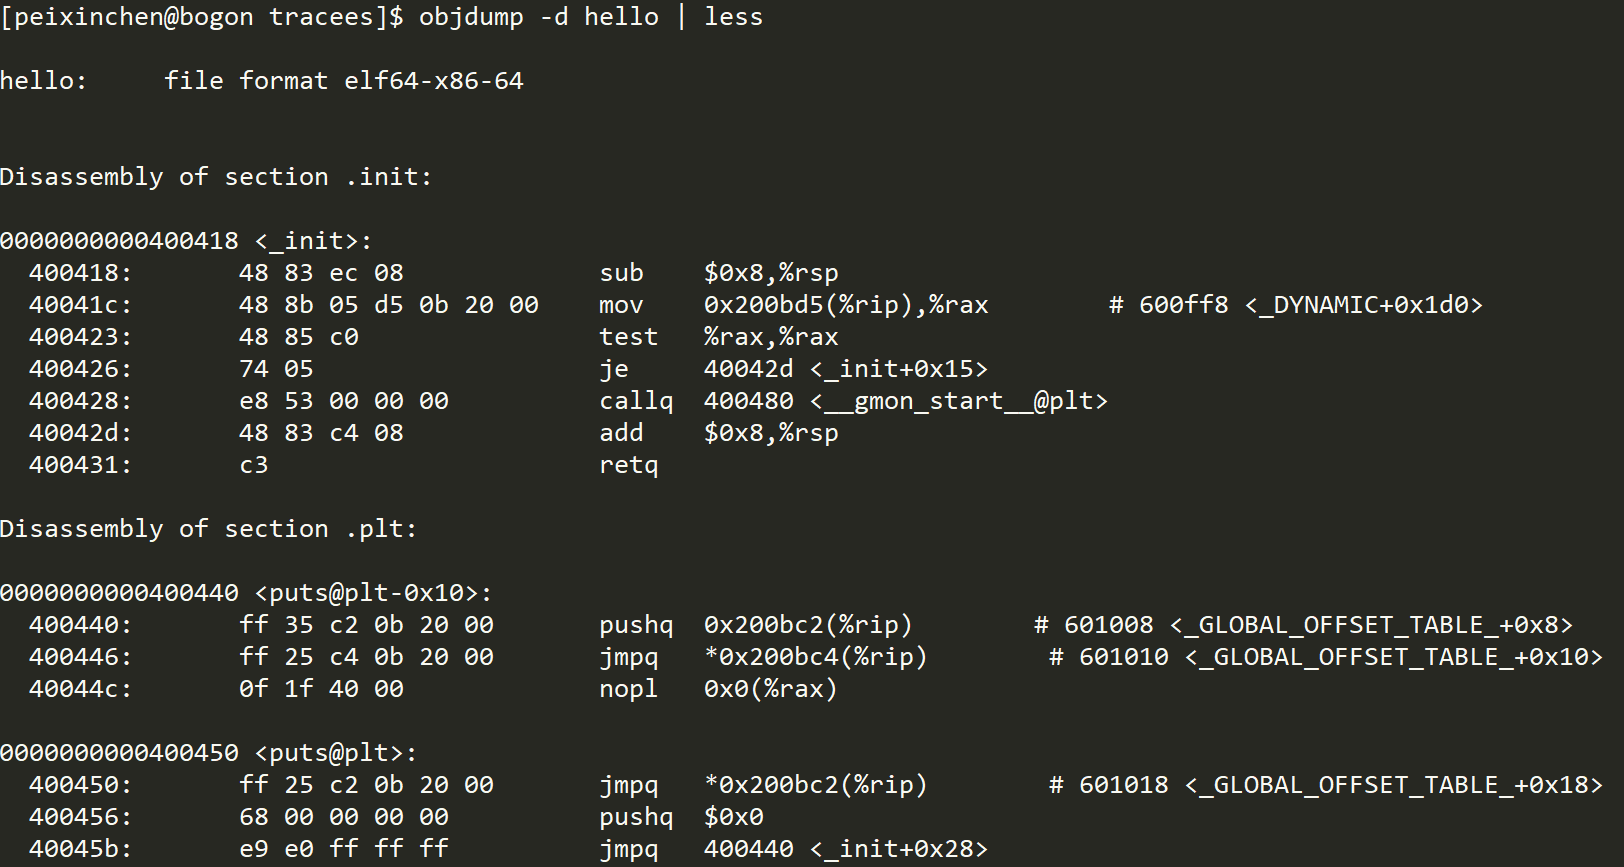 [peixinchen@bogon tracees]$ objdump -d hello | less
hello:     file format elf64-x86-64
Disassembly of section .init:
0000000000400418 <_init>:
  400418:       48 83 ec 08             sub    $0x8,%rsp
  40041c:       48 8b 05 d5 0b 20 00    mov    0x200bd5(%rip),%rax        # 600ff8 <_DYNAMIC+0x1d0>
  400423:       48 85 c0                test   %rax,%rax
  400426:       74 05                   je     40042d <_init+0x15>
  400428:       e8 53 00 00 00          callq  400480 <__gmon_start__@plt>
  40042d:       48 83 c4 08             add    $0x8,%rsp
  400431:       c3                      retq
Disassembly of section .plt:
0000000000400440 <puts@plt-0x10>:
  400440:       ff 35 c2 0b 20 00       pushq  0x200bc2(%rip)        # 601008 <_GLOBAL_OFFSET_TABLE_+0x8>
  400446:       ff 25 c4 0b 20 00       jmpq   *0x200bc4(%rip)        # 601010 <_GLOBAL_OFFSET_TABLE_+0x10>
  40044c:       0f 1f 40 00             nopl   0x0(%rax)
0000000000400450 <puts@plt>:
  400450:       ff 25 c2 0b 20 00       jmpq   *0x200bc2(%rip)        # 601018 <_GLOBAL_OFFSET_TABLE_+0x18>
  400456:       68 00 00 00 00          pushq  $0x0
  40045b:       e9 e0 ff ff ff          jmpq   400440 <_init+0x28>